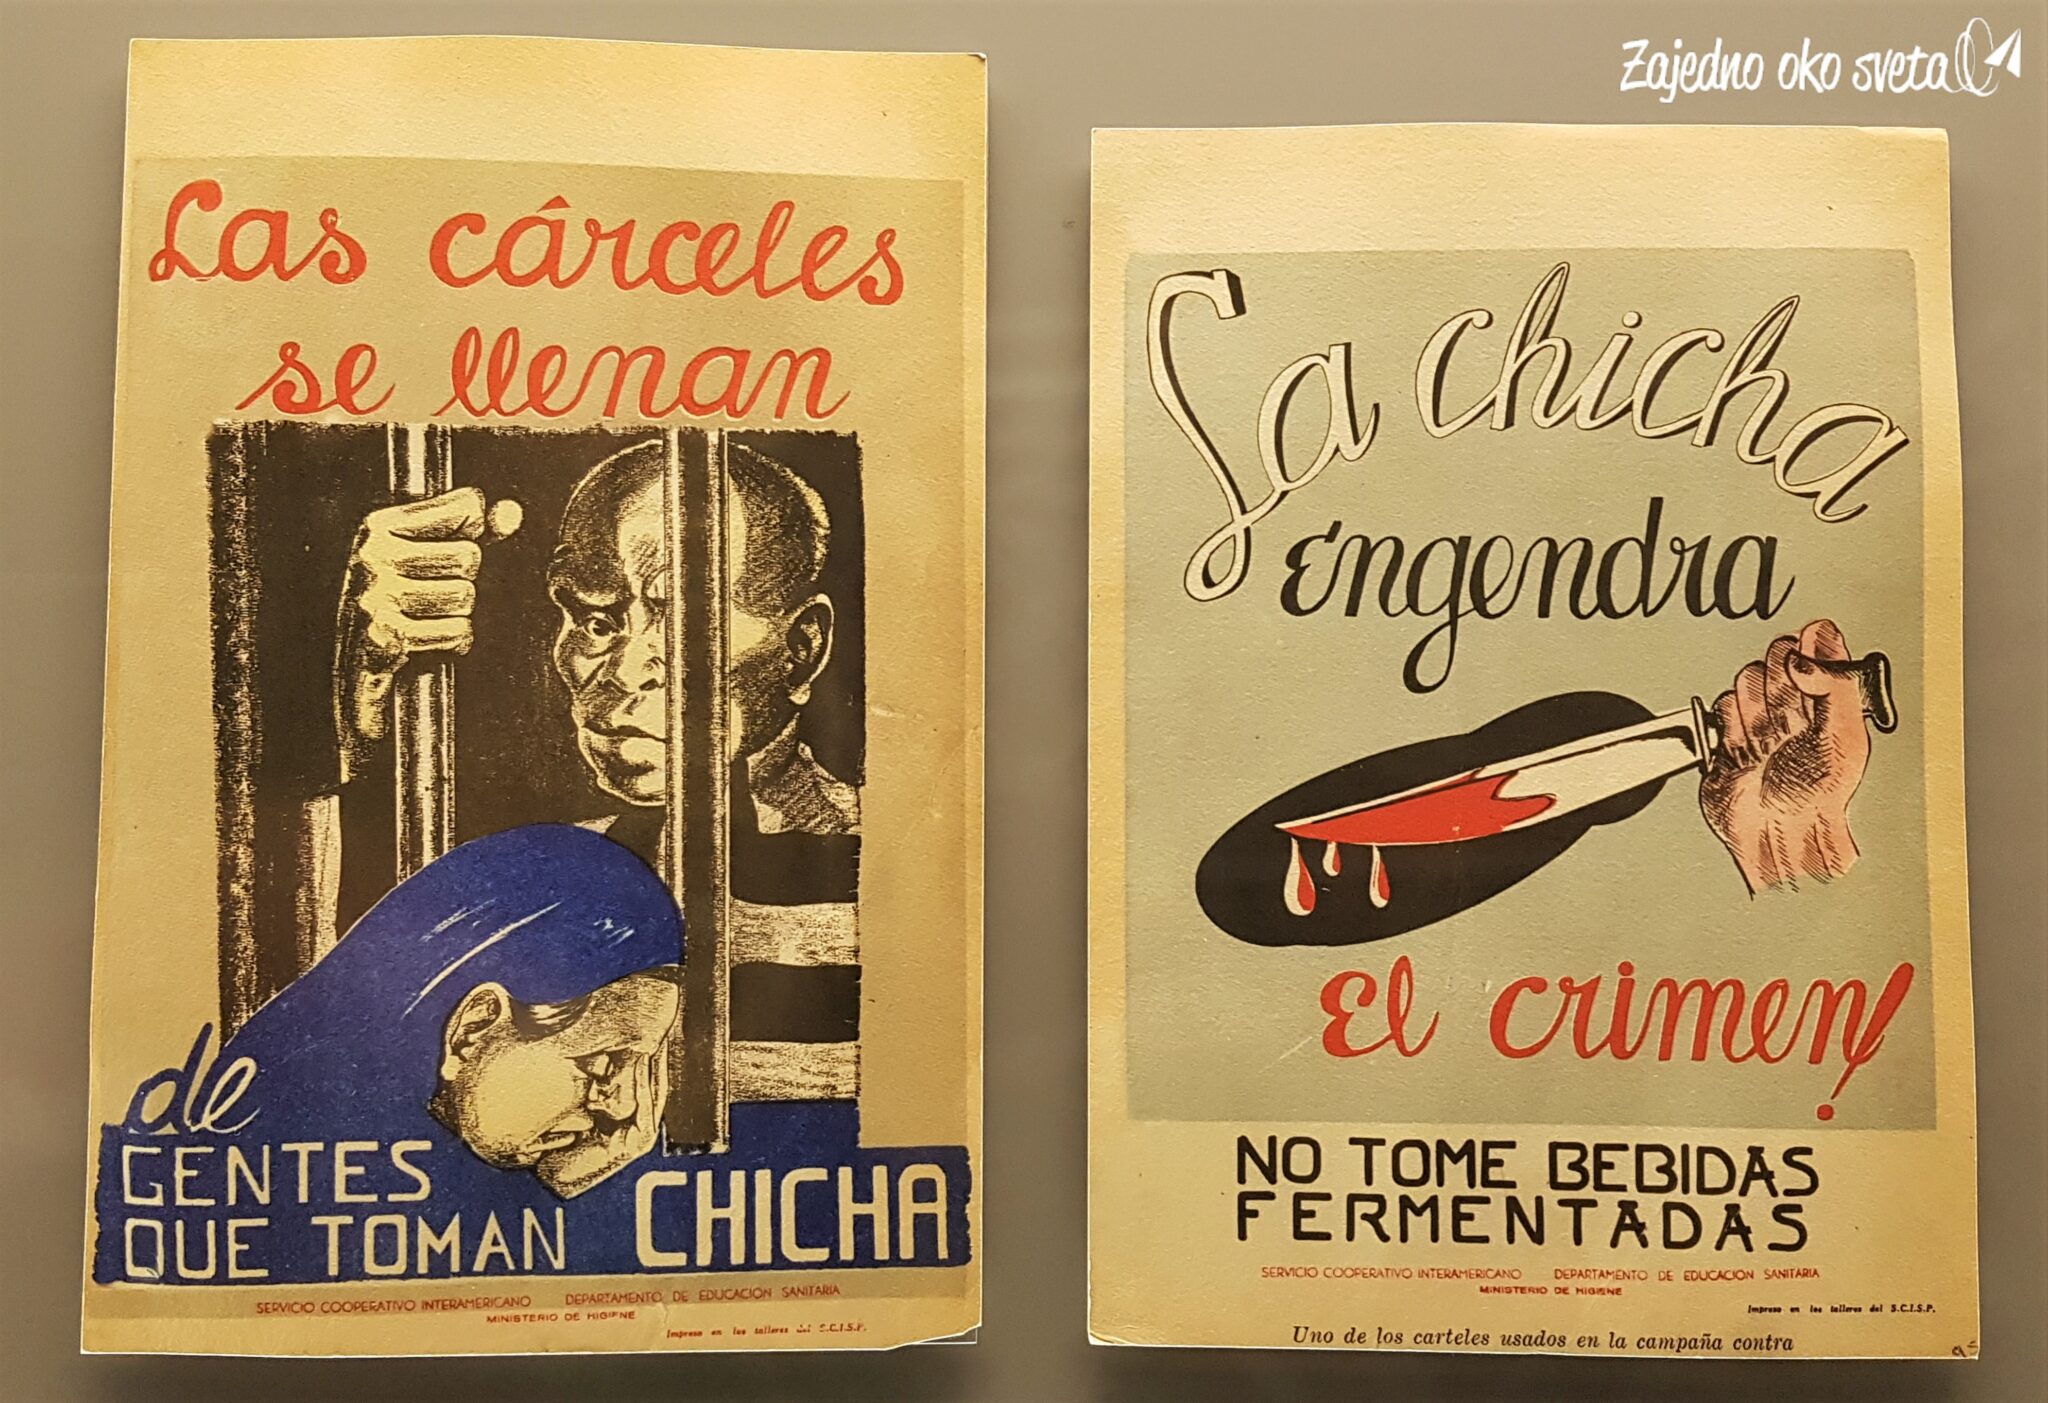 Zajedno oko sveta
Las cárceles
se llenan
de
GENTES
QUE TOMAN CHICHA
SERVICIO COOPERATIVO INTERAMERICANO DEPARTAMENTO DE EDUCACION SANITARIA
MINISTERIO DE HIGIENE
Impreso en los talleres del S.C.I.S.P.
La chicha
Engendra
El crimen!
NO TOME BEBIDAS
FERMENTADAS
SERVICIO COOPERATIVO INTERAMERICANO DEPARTAMENTO DE EDUCACION SANITARIA
MINISTERIO DE HIGIENE
Impreso en los talleres del S.C.I.S.P.
Uno de los carteles usados en la campaña contra